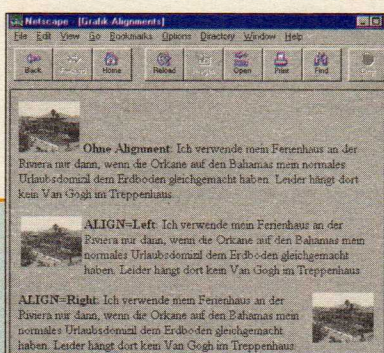 Netscape - [Grafik Alignments]
File Edit View Go Bookmarks Options Directory Window Help
Back Home Reload Open Print Find
Ohne Alignment: Ich verwende mein Ferienhaus an der
Riviera nur dann, wenn die Orkane auf den Bahamas mein normales
Urlaubsdomizil dem Erdboden gleichgemacht haben. Leider hängt dort
kein Van Gogh im Treppenhaus.
ALIGN=Left: Ich verwende mein Ferienhaus an der
Riviera nur dann, wenn die Orkane auf den Bahamas mein
normales Urlaubsdomizil dem Erdboden gleichgemacht
haben. Leider hängt dort kein Van Gogh im Treppenhaus.
ALIGN=Right: Ich verwende mein Ferienhaus an der
Riviera nur dann, wenn die Orkane auf den Bahamas mein
normales Urlaubsdomizil dem Erdboden gleichgemacht
haben. Leider hängt dort kein Van Gogh im Treppenhaus.